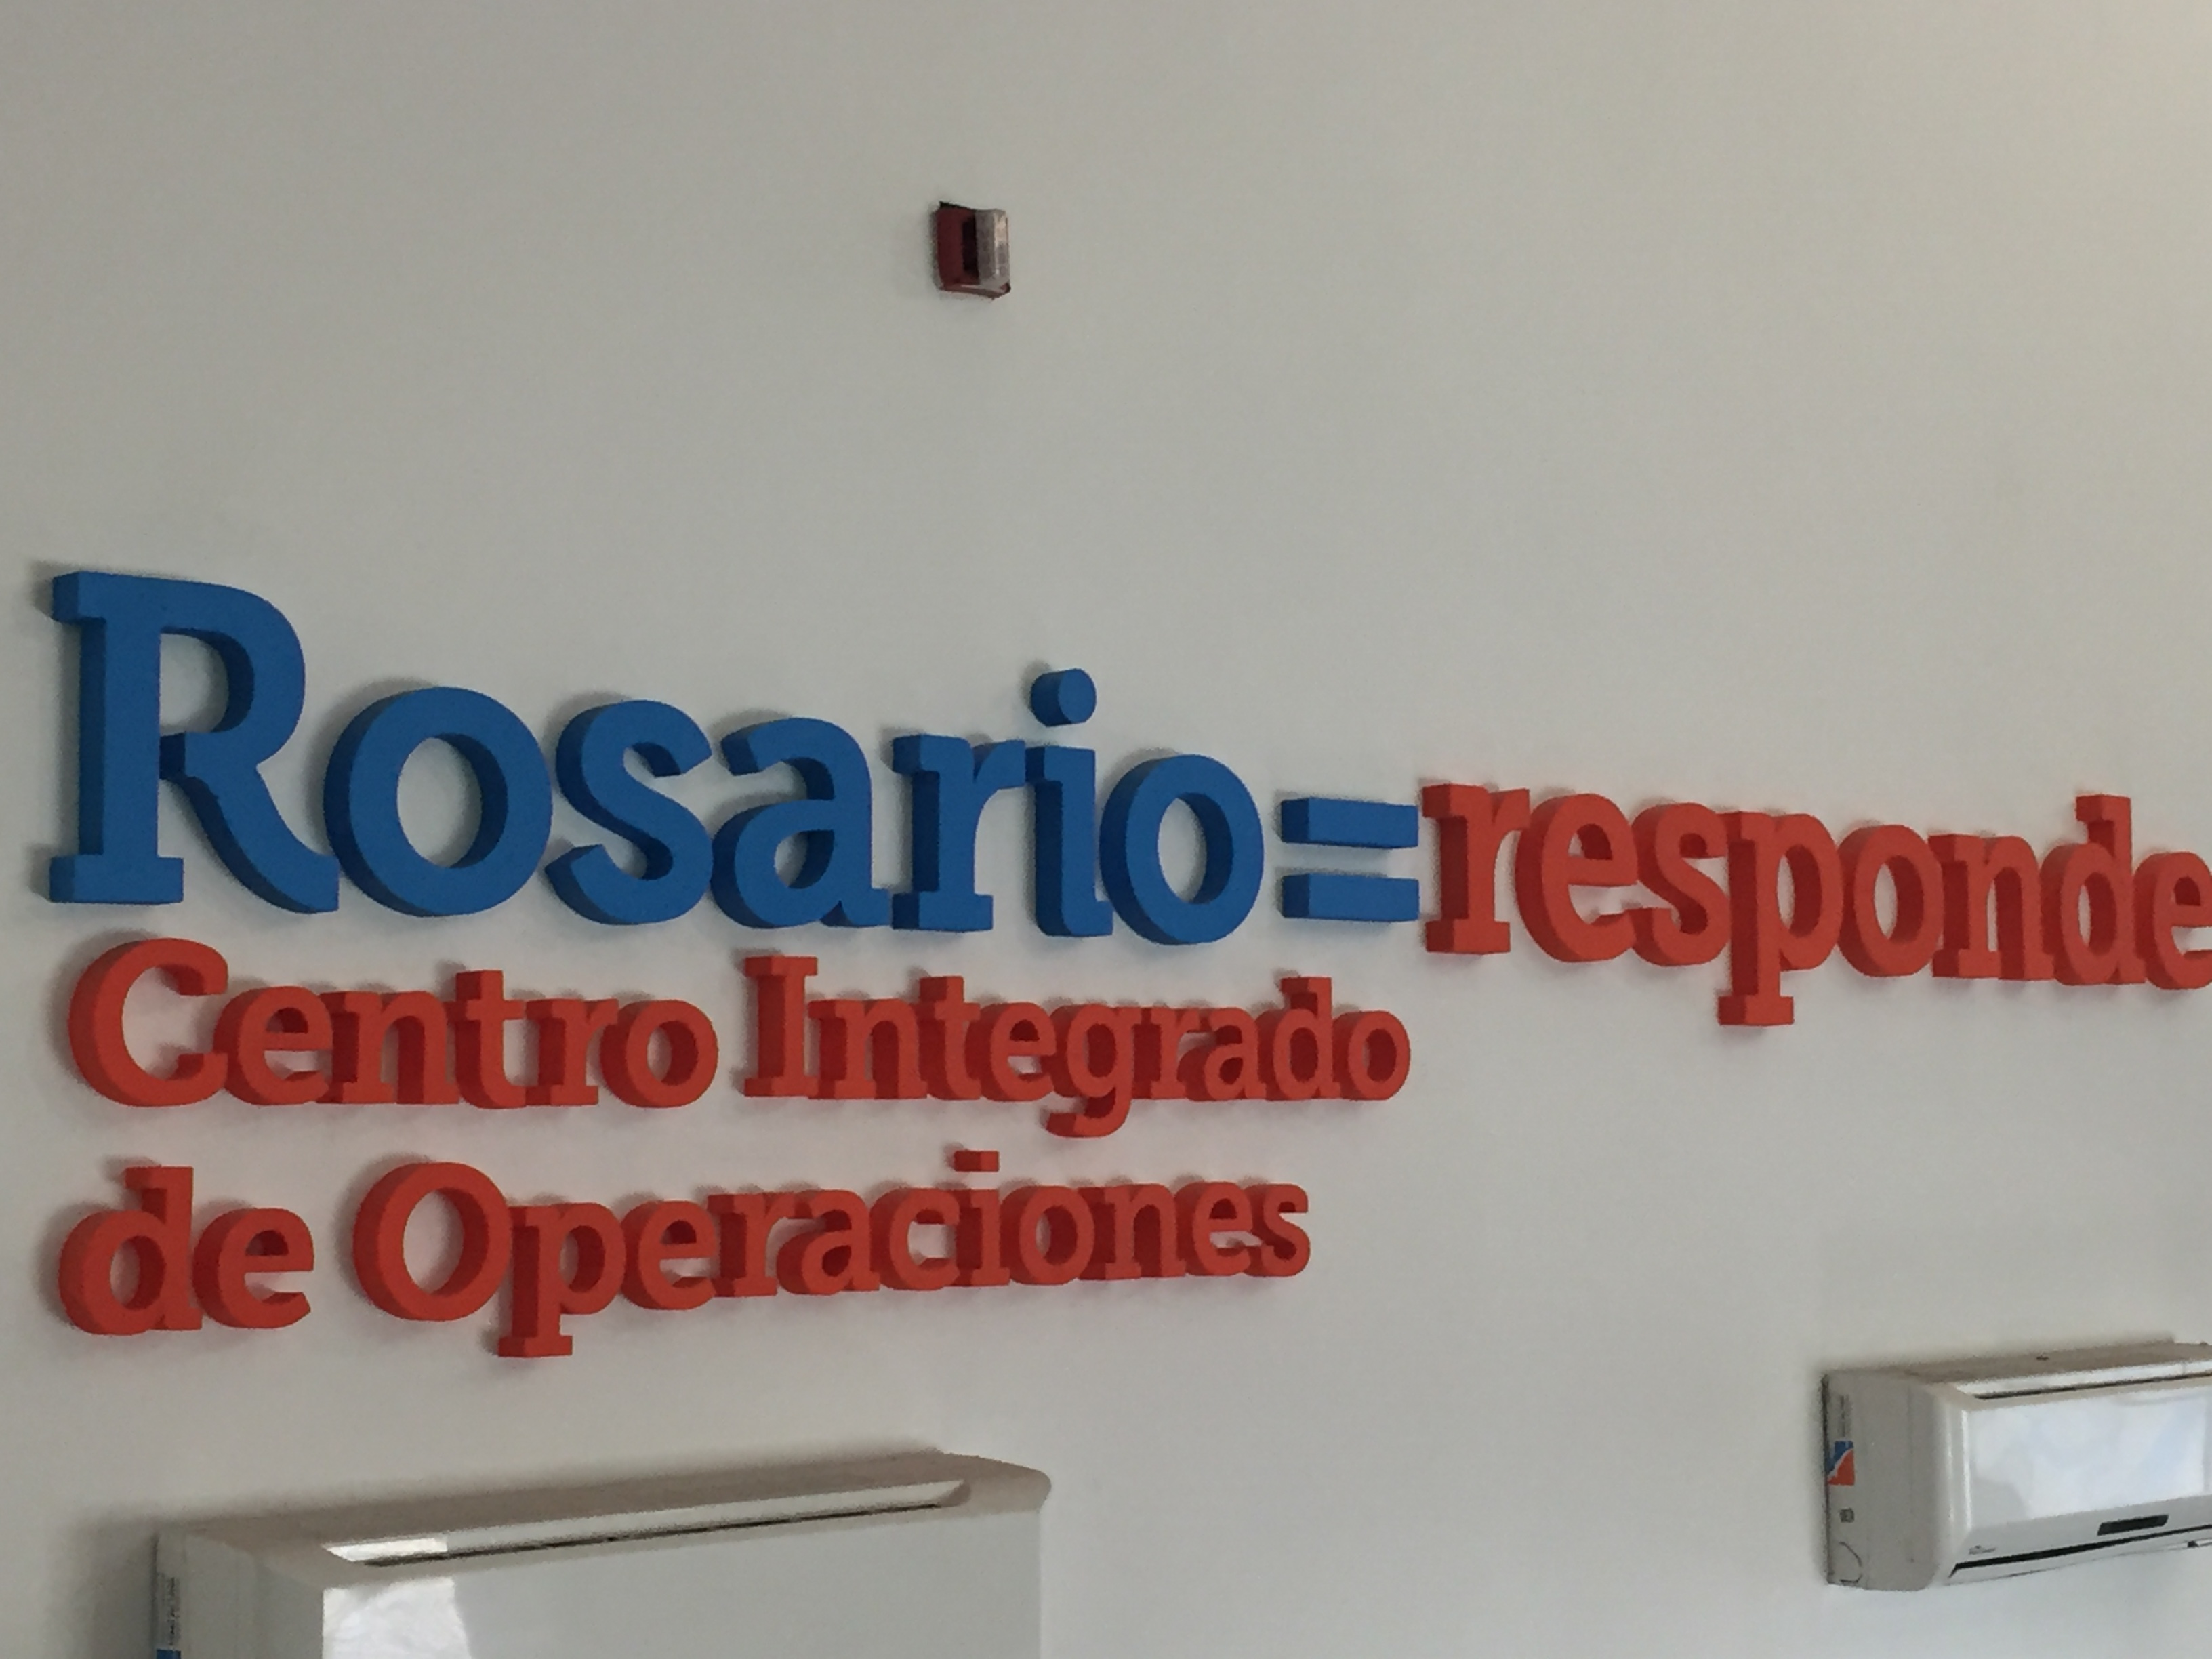 Rosario=responde
Centro Integrado
de Operaciones